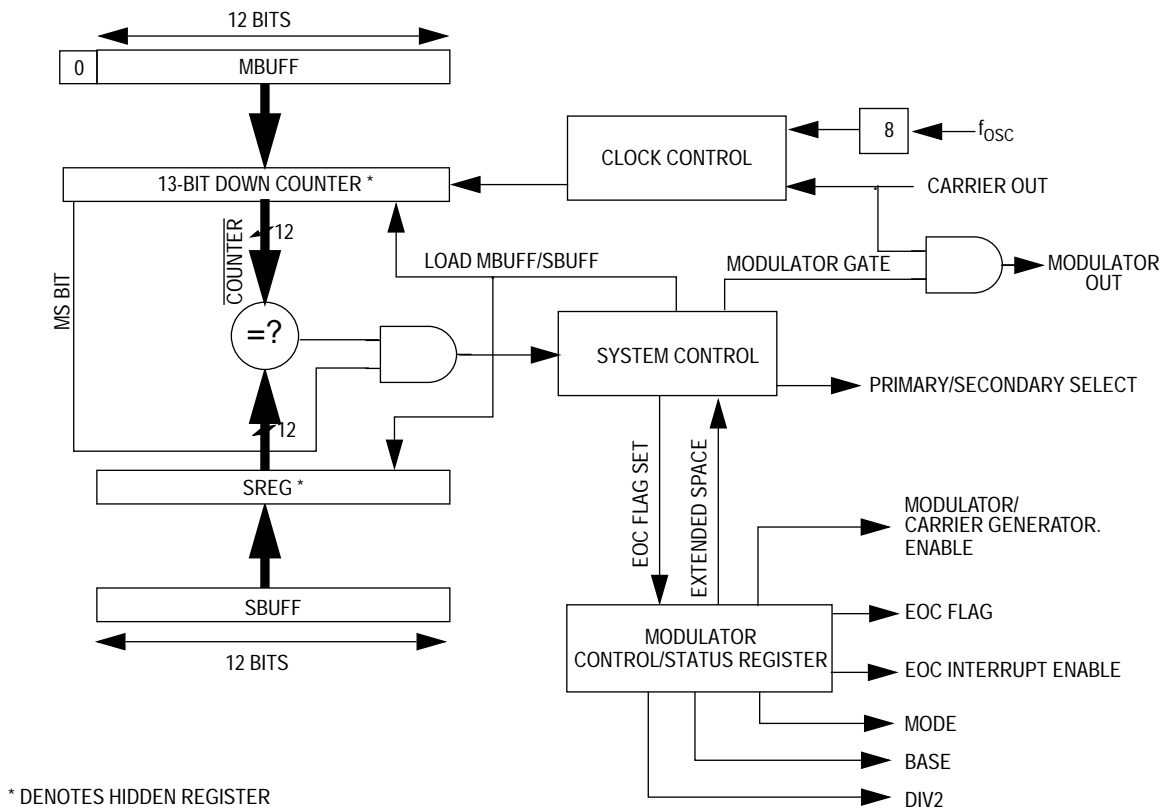 12 BITS
0
MBUFF
8
fOSC
CLOCK CONTROL
13-BIT DOWN COUNTER *
CARRIER OUT
12
COUNTER
LOAD MBUFF/SBUFF
MODULATOR GATE
MODULATOR
OUT
MS BIT
=?
SYSTEM CONTROL
PRIMARY/SECONDARY SELECT
12
SREG *
EOC FLAG SET
EXTENDED SPACE
MODULATOR/
CARRIER GENERATOR.
ENABLE
SBUFF
EOC FLAG
MODULATOR
CONTROL/STATUS REGISTER
12 BITS
EOC INTERRUPT ENABLE
MODE
BASE
* DENOTES HIDDEN REGISTER
DIV2